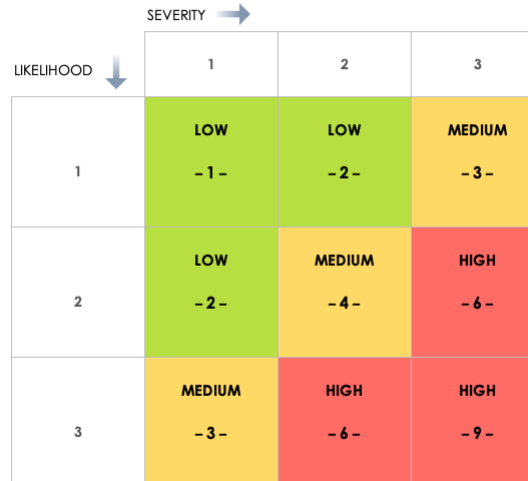 SEVERITY
LIKELIHOOD
1 2 3
LOW LOW MEDIUM
1
– 1 – – 2 – – 3 –
LOW MEDIUM HIGH
2
– 2 – – 4 – – 6 –
MEDIUM HIGH HIGH
3
– 3 – – 6 – – 9 –